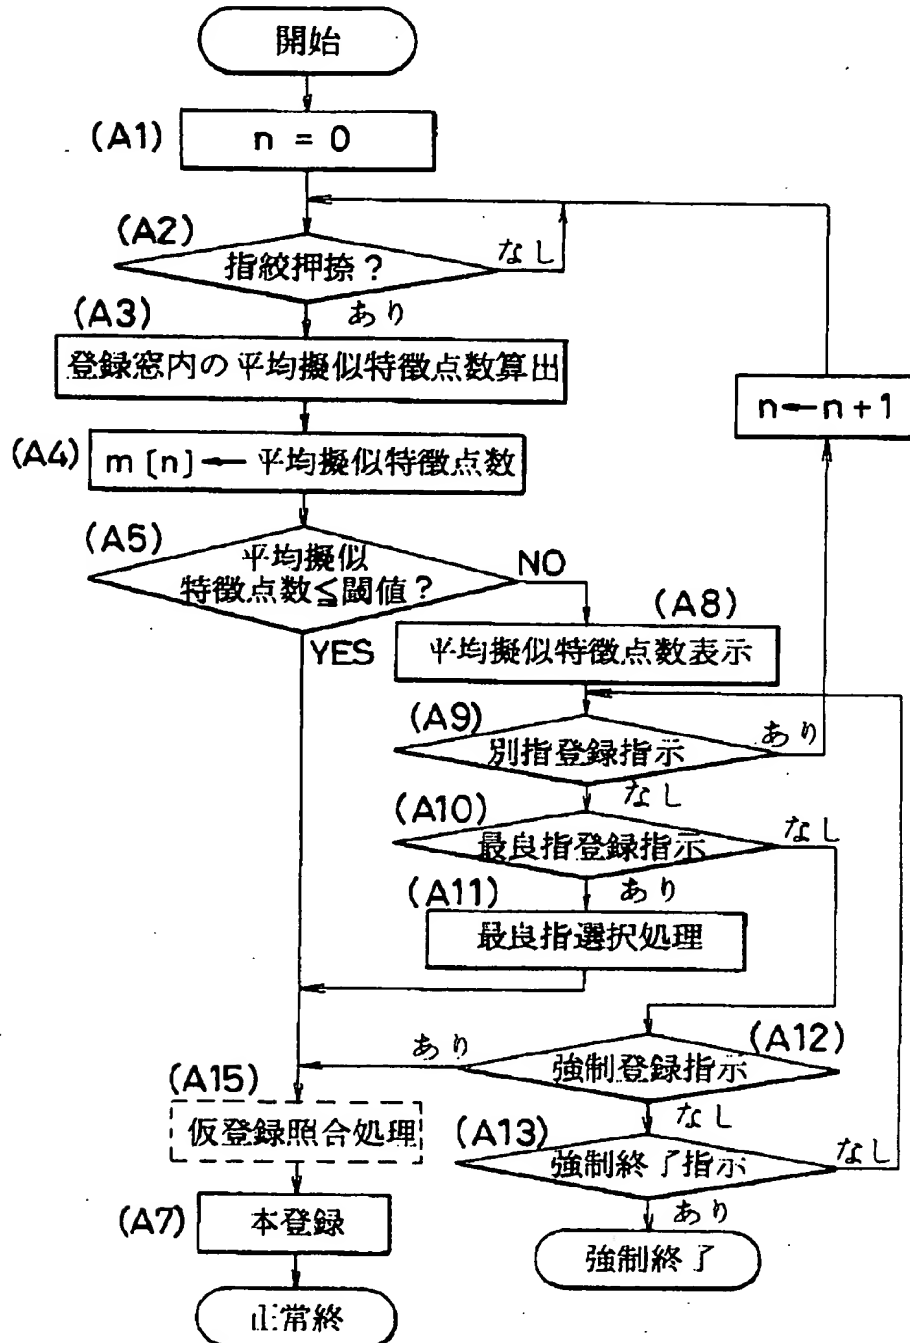 開始
(A1)
n = 0
(A2)
指紋押捺?
なし
あり
(A3)
登録窓内の平均擬似特徴点数算出
n←n+1
(A4)
m[n]← 平均擬似特徴点数
(A5)
平均擬似
特徴点数≦閾値?
NO
YES
(A8)
平均擬似特徴点数表示
(A9)
別指登録指示
あり
なし
(A10)
最良指登録指示
なし
あり
(A11)
最良指選択処理
(A12)
強制登録指示
あり
なし
(A15)
仮登録照合処理
(A13)
強制終了指示
なし
あり
(A7)
本登録
強制終了
正常終